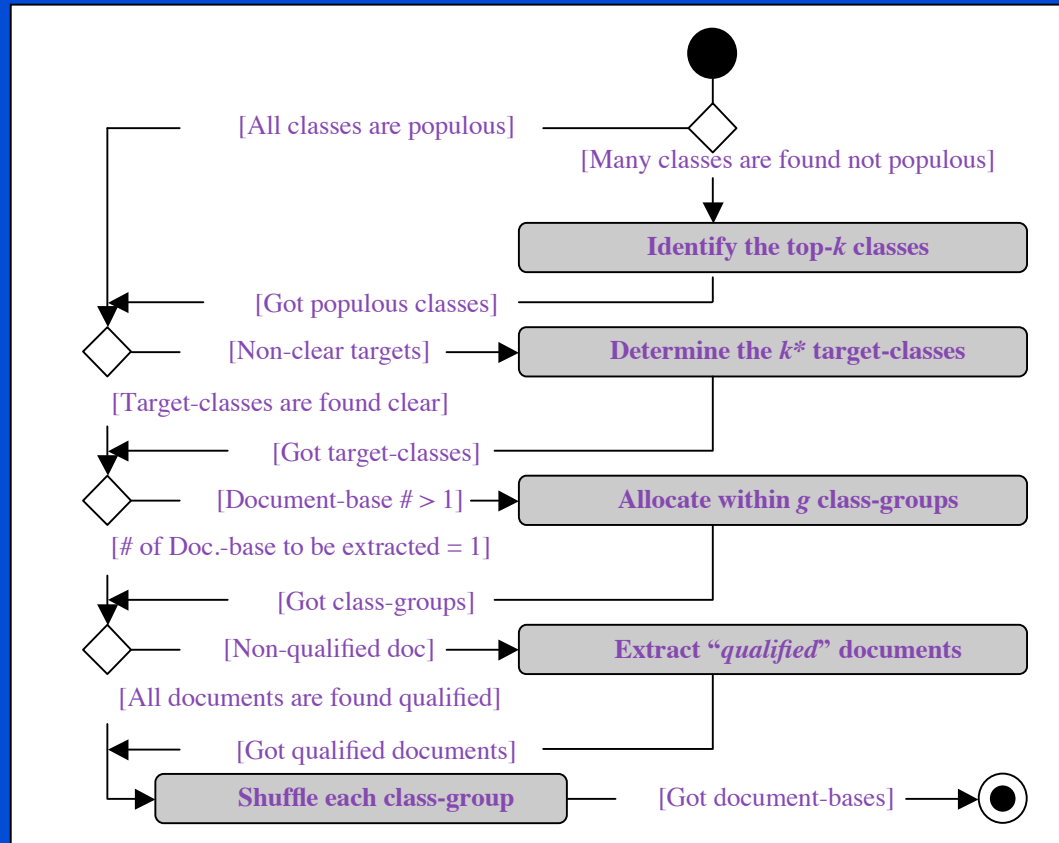 [All classes are populous]
[Many classes are found not populous]
Identify the top-k classes
[Got populous classes]
[Non-clear targets]
Determine the k* target-classes
[Target-classes are found clear]
[Got target-classes]
[Document-base # > 1]
Allocate within g class-groups
[# of Doc.-base to be extracted = 1]
[Got class-groups]
[Non-qualified doc]
Extract “qualified” documents
[All documents are found qualified]
[Got qualified documents]
Shuffle each class-group
[Got document-bases]